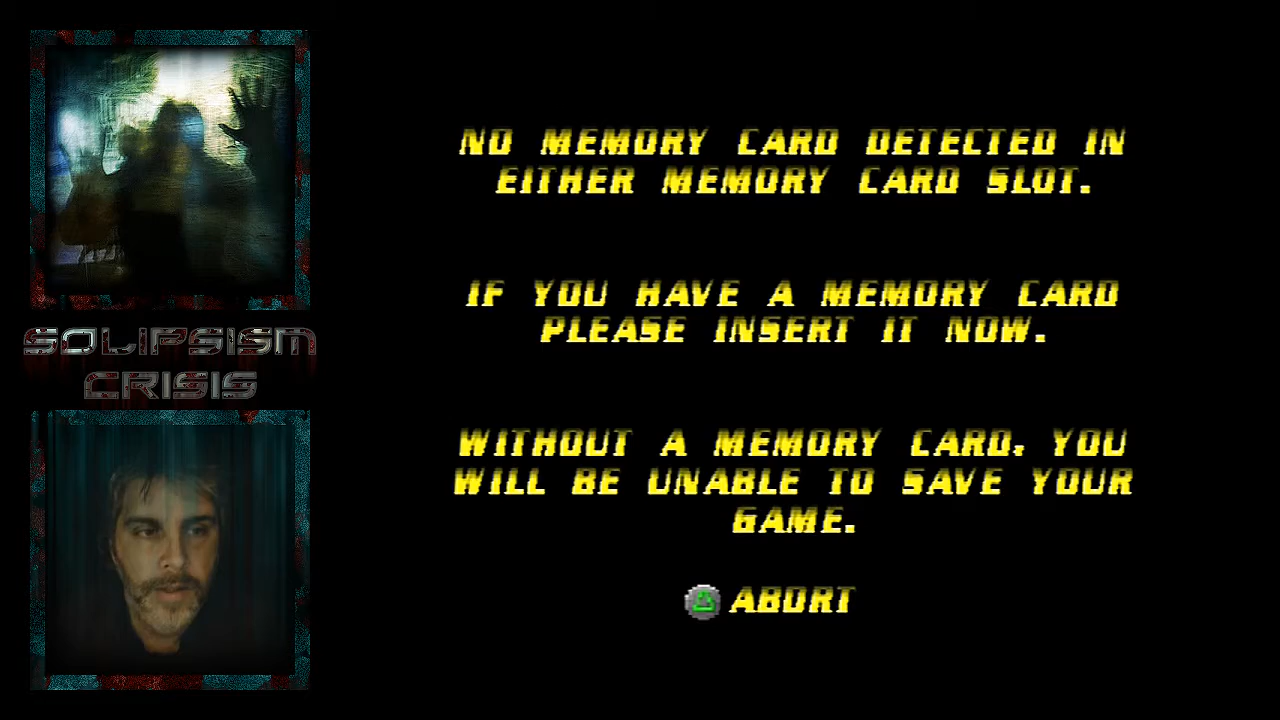 SOLIPSISM
CRISIS
NO MEMORY CARD DETECTED IN
EITHER MEMORY CARD SLOT.
IF YOU HAVE A MEMORY CARD
PLEASE INSERT IT NOW.
WITHOUT A MEMORY CARD, YOU
WILL BE UNABLE TO SAVE YOUR
GAME.
ABORT